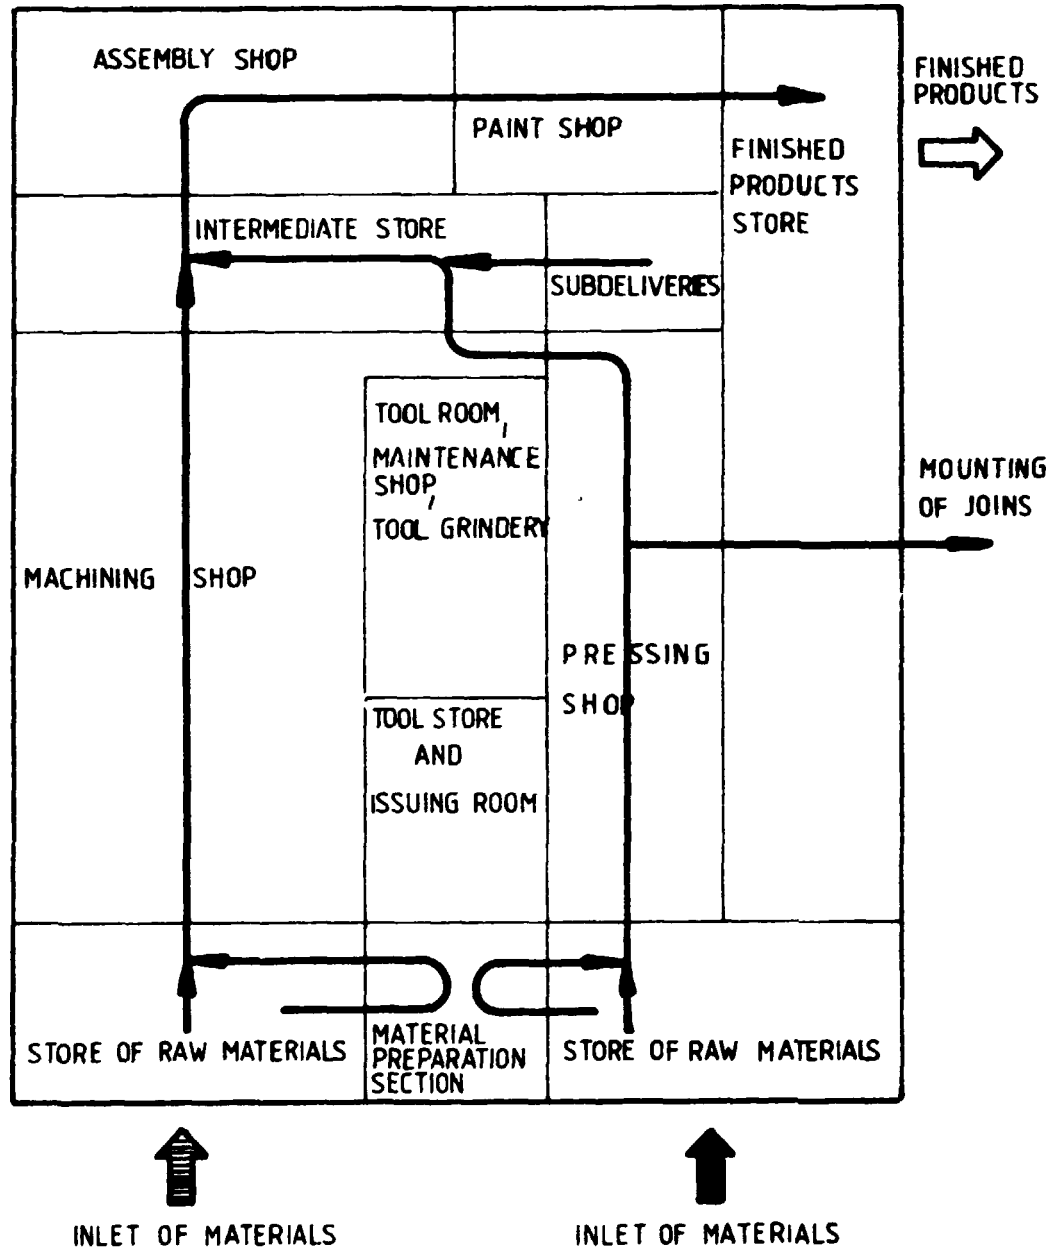 ASSEMBLY SHOP
FINISHED
PRODUCTS
PAINT SHOP
FINISHED
PRODUCTS
STORE
INTERMEDIATE STORE
SUBDELIVERIES
TOOL ROOM,
MAINTENANCE
SHOP,
TOOL GRINDERY
MOUNTING
OF JOINS
MACHINING SHOP
PRESSING
SHOP
TOOL STORE
AND
ISSUING ROOM
STORE OF RAW MATERIALS
MATERIAL
PREPARATION
SECTION
STORE OF RAW MATERIALS
INLET OF MATERIALS
INLET OF MATERIALS